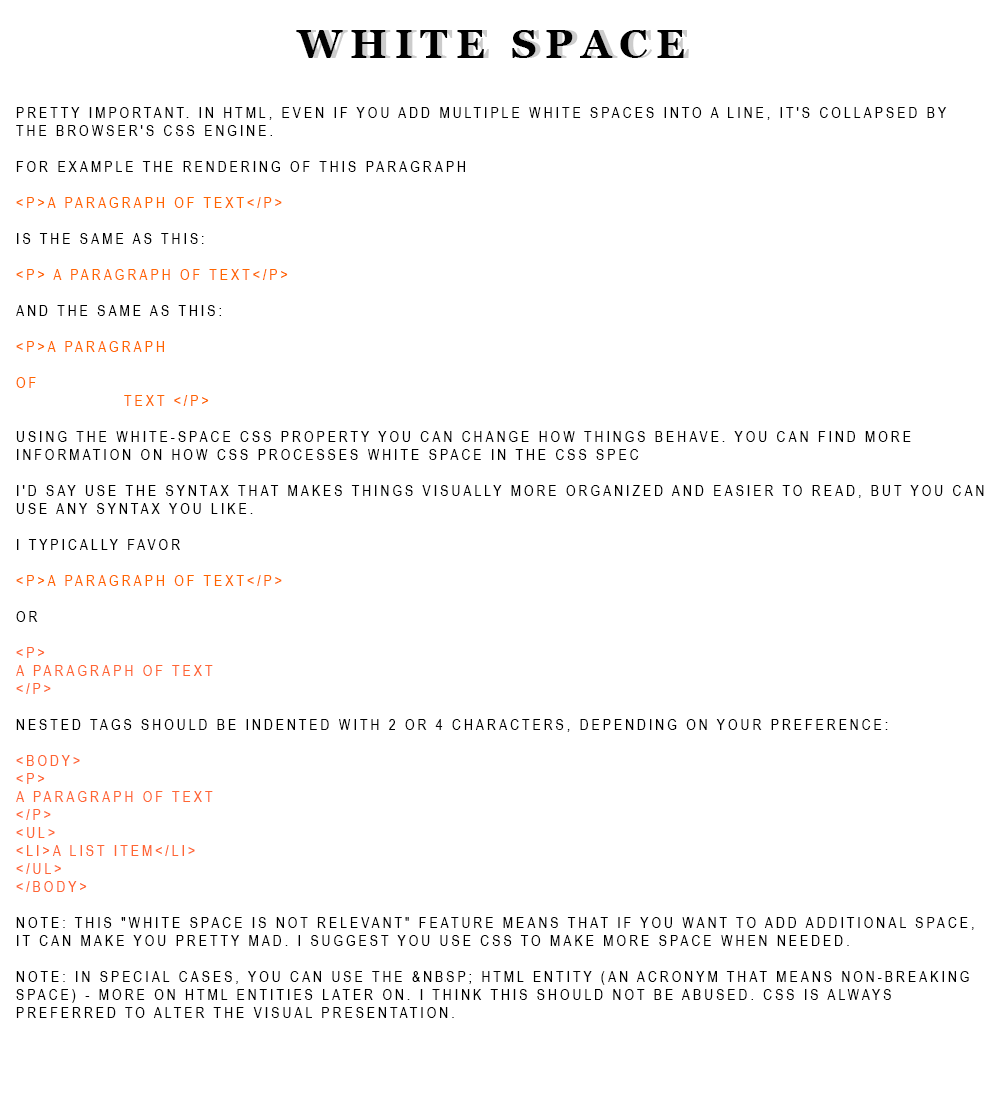 WHITE SPACE
PRETTY IMPORTANT. IN HTML, EVEN IF YOU ADD MULTIPLE WHITE SPACES INTO A LINE, IT'S COLLAPSED BY
THE BROWSER'S CSS ENGINE.
FOR EXAMPLE THE RENDERING OF THIS PARAGRAPH
<P>A PARAGRAPH OF TEXT</P>
IS THE SAME AS THIS:
<P> A PARAGRAPH OF TEXT</P>
AND THE SAME AS THIS:
<P>A PARAGRAPH
OF
TEXT </P>
USING THE WHITE-SPACE CSS PROPERTY YOU CAN CHANGE HOW THINGS BEHAVE. YOU CAN FIND MORE
INFORMATION ON HOW CSS PROCESSES WHITE SPACE IN THE CSS SPEC
I'D SAY USE THE SYNTAX THAT MAKES THINGS VISUALLY MORE ORGANIZED AND EASIER TO READ, BUT YOU CAN
USE ANY SYNTAX YOU LIKE.
I TYPICALLY FAVOR
<P>A PARAGRAPH OF TEXT</P>
OR
<P>
A PARAGRAPH OF TEXT
</P>
NESTED TAGS SHOULD BE INDENTED WITH 2 OR 4 CHARACTERS, DEPENDING ON YOUR PREFERENCE:
<BODY>
<P>
A PARAGRAPH OF TEXT
</P>
<UL>
<LI>A LIST ITEM</LI>
</UL>
</BODY>
NOTE: THIS "WHITE SPACE IS NOT RELEVANT" FEATURE MEANS THAT IF YOU WANT TO ADD ADDITIONAL SPACE,
IT CAN MAKE YOU PRETTY MAD. I SUGGEST YOU USE CSS TO MAKE MORE SPACE WHEN NEEDED.
NOTE: IN SPECIAL CASES, YOU CAN USE THE &NBSP; HTML ENTITY (AN ACRONYM THAT MEANS NON-BREAKING
SPACE) - MORE ON HTML ENTITIES LATER ON. I THINK THIS SHOULD NOT BE ABUSED. CSS IS ALWAYS
PREFERRED TO ALTER THE VISUAL PRESENTATION.